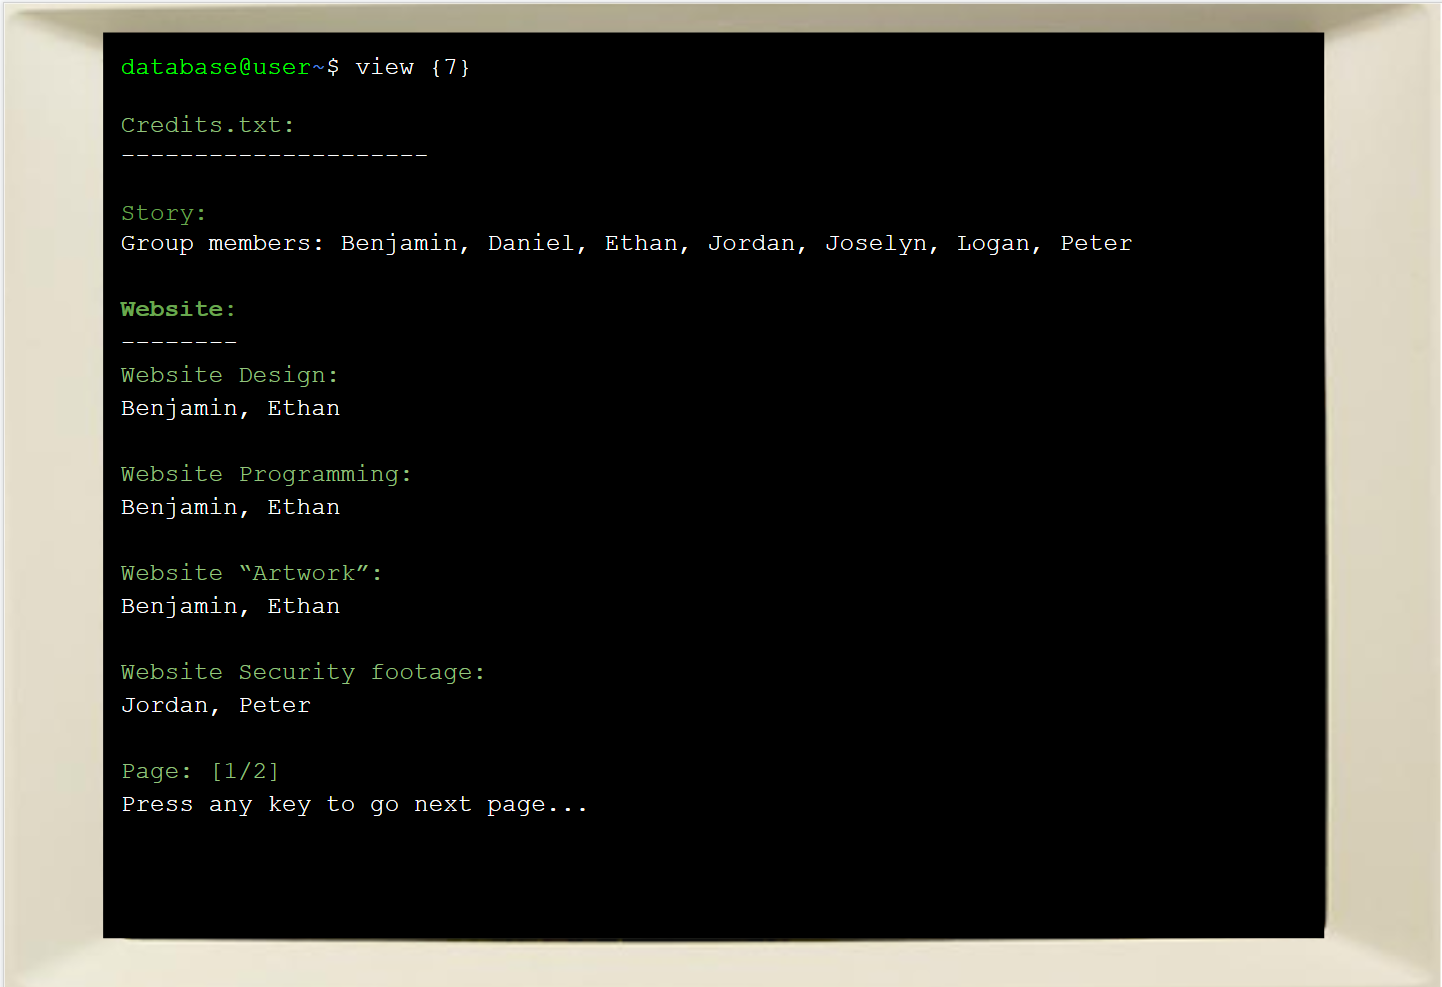 database@user~$ view {7}
Credits.txt:
---------------------
Story:
Group members: Benjamin, Daniel, Ethan, Jordan, Joselyn, Logan, Peter
Website:
--------
Website Design:
Benjamin, Ethan
Website Programming:
Benjamin, Ethan
Website “Artwork”:
Benjamin, Ethan
Website Security footage:
Jordan, Peter
Page: [1/2]
Press any key to go next page...